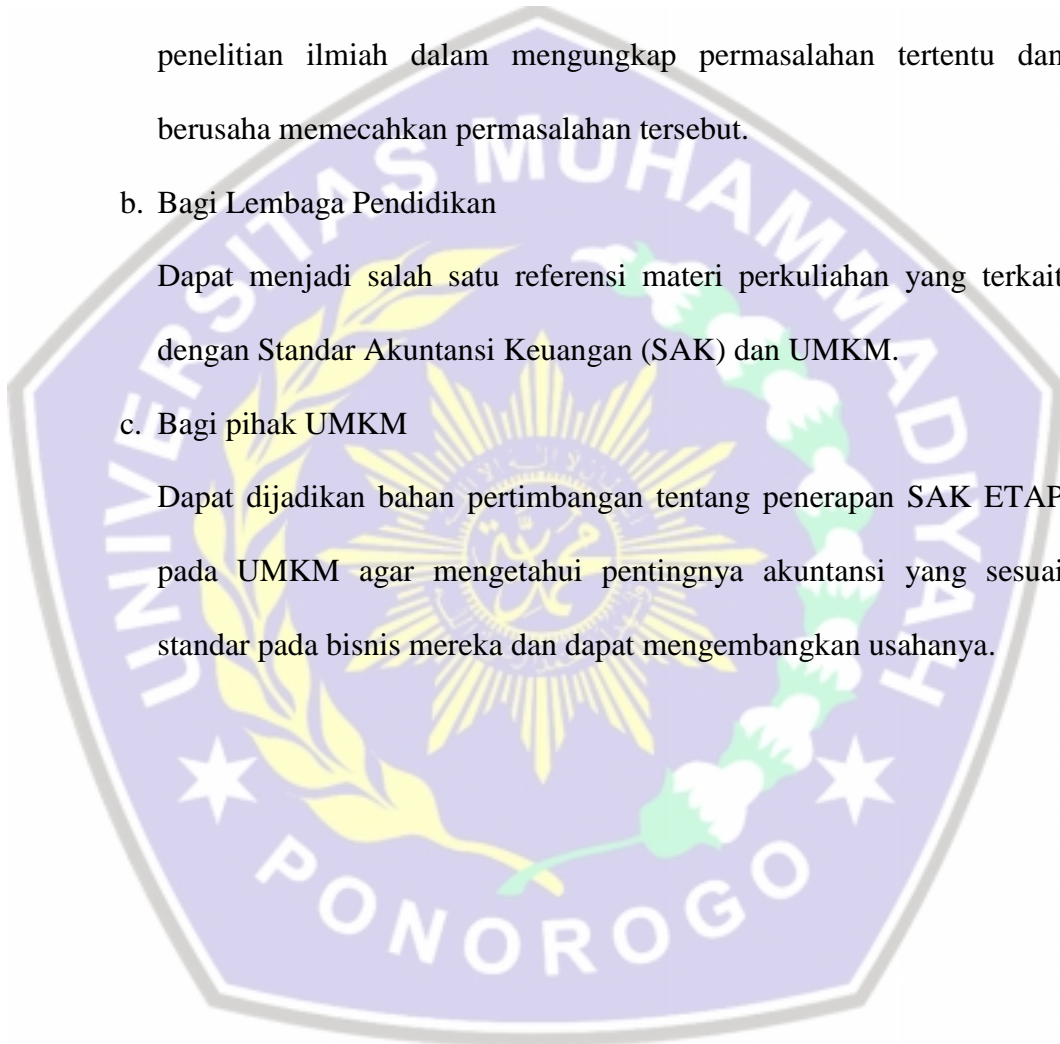 penelitian ilmiah dalam mengungkap permasalahan tertentu dan
berusaha memecahkan permasalahan tersebut.
b. Bagi Lembaga Pendidikan
Dapat menjadi salah satu referensi materi perkuliahan yang terkait
dengan Standar Akuntansi Keuangan (SAK) dan UMKM.
c. Bagi pihak UMKM
Dapat dijadikan bahan pertimbangan tentang penerapan SAK ETAP
pada UMKM agar mengetahui pentingnya akuntansi yang sesuai
standar pada bisnis mereka dan dapat mengembangkan usahanya.
UNIVERSITAS MUHAMMADIYAH
PONOROGO